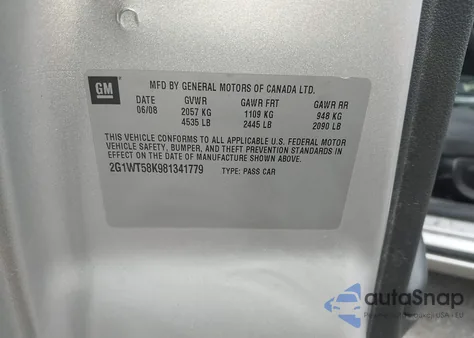 GM
MFD BY GENERAL MOTORS OF CANADA LTD.
DATE GVWR GAWR FRT GAWR RR
06/08 2057 KG 1109 KG 948 KG
4535 LB 2445 LB 2090 LB
THIS VEHICLE CONFORMS TO ALL APPLICABLE U.S. FEDERAL MOTOR
VEHICLE SAFETY, BUMPER, AND THEFT PREVENTION STANDARDS IN
EFFECT ON THE DATE OF MANUFACTURE SHOWN ABOVE.
2G1WT58K981341779 TYPE: PASS CAR
autoSnap